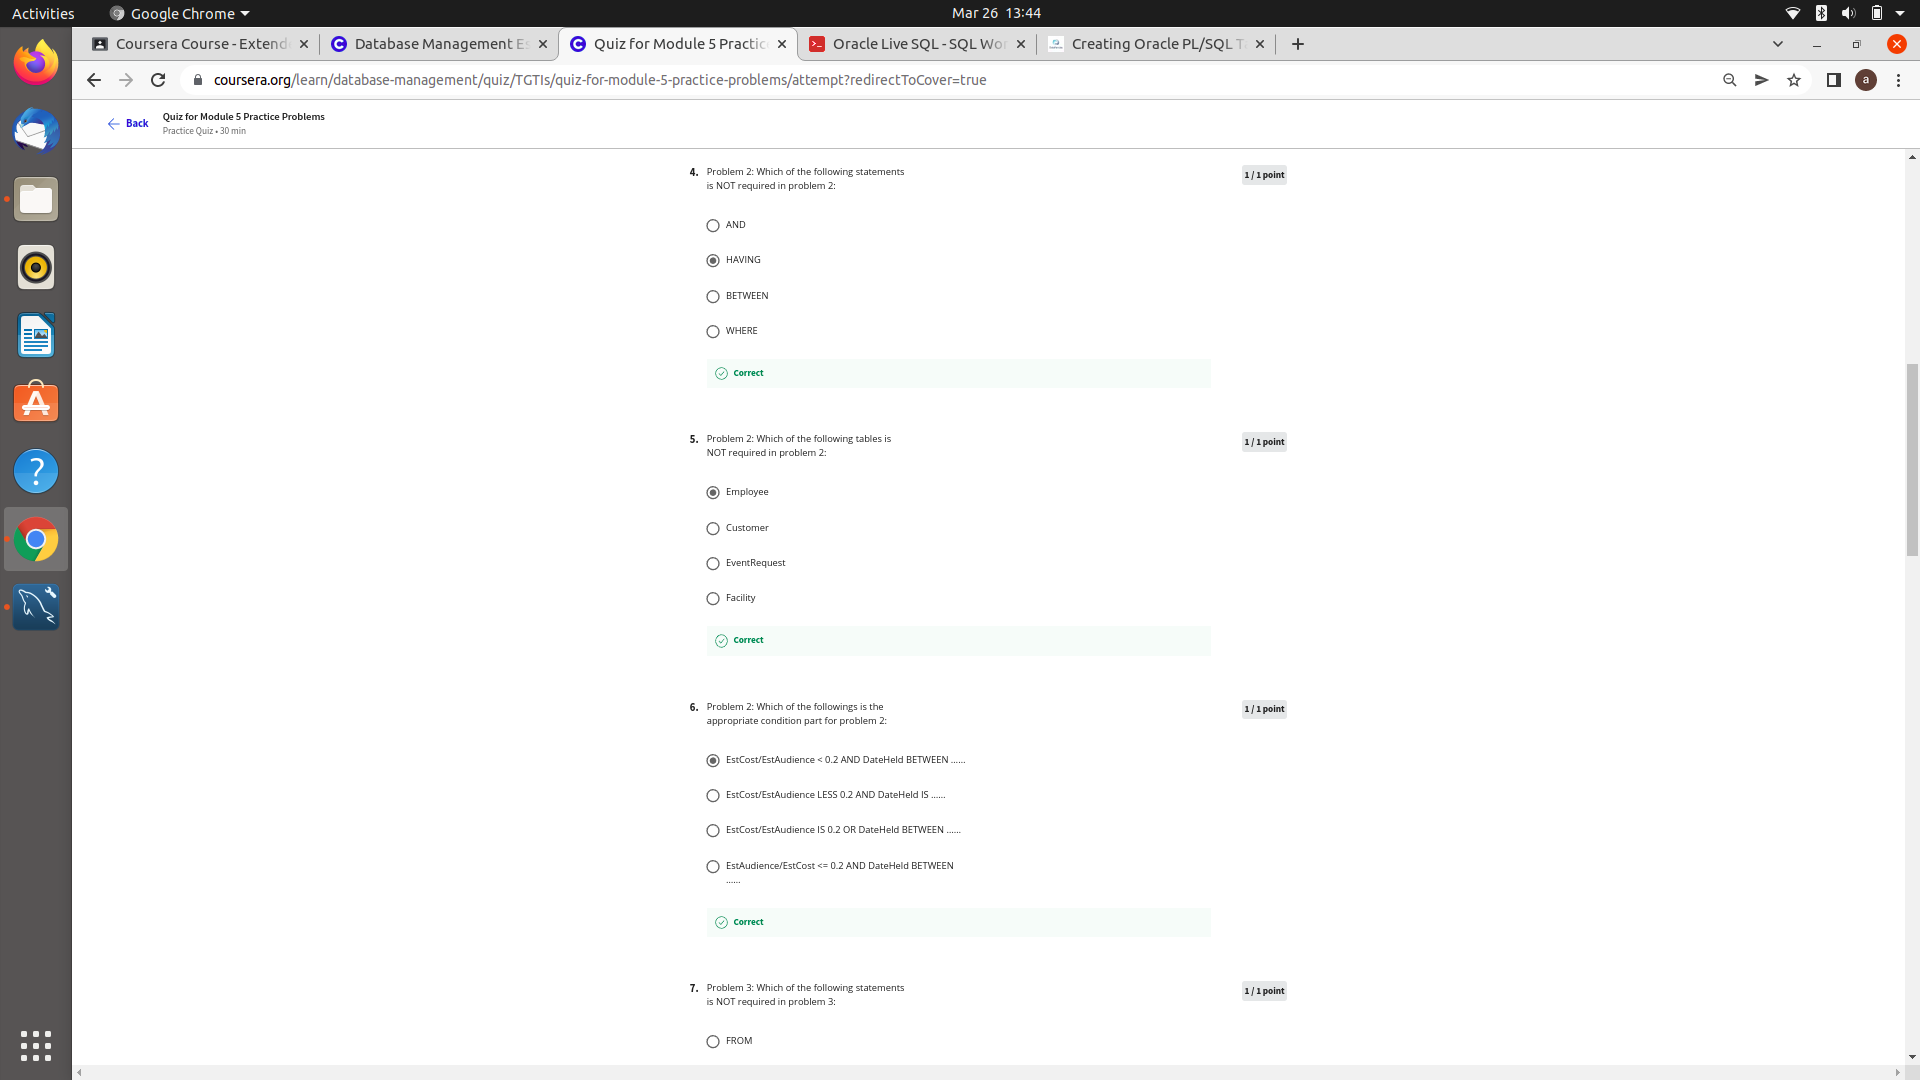 Activities
Google Chrome
Mar 26 13:44
Coursera Course - Extend
Database Management Es
Quiz for Module 5 Practic
Oracle Live SQL - SQL Wor
Creating Oracle PL/SQL Ta
coursera.org/learn/database-management/quiz/TGTIs/quiz-for-module-5-practice-problems/attempt?redirectToCover=true
a
Back
Quiz for Module 5 Practice Problems
Practice Quiz • 30 min
4. Problem 2: Which of the following statements
is NOT required in problem 2:
1 / 1 point
AND
HAVING
BETWEEN
WHERE
Correct
5. Problem 2: Which of the following tables is
NOT required in problem 2:
1 / 1 point
Employee
Customer
EventRequest
Facility
Correct
6. Problem 2: Which of the followings is the
appropriate condition part for problem 2:
1 / 1 point
EstCost/EstAudience < 0.2 AND DateHeld BETWEEN ......
EstCost/EstAudience LESS 0.2 AND DateHeld IS ......
EstCost/EstAudience IS 0.2 OR DateHeld BETWEEN ......
EstAudience/EstCost <= 0.2 AND DateHeld BETWEEN
......
Correct
7. Problem 3: Which of the following statements
is NOT required in problem 3:
1 / 1 point
FROM